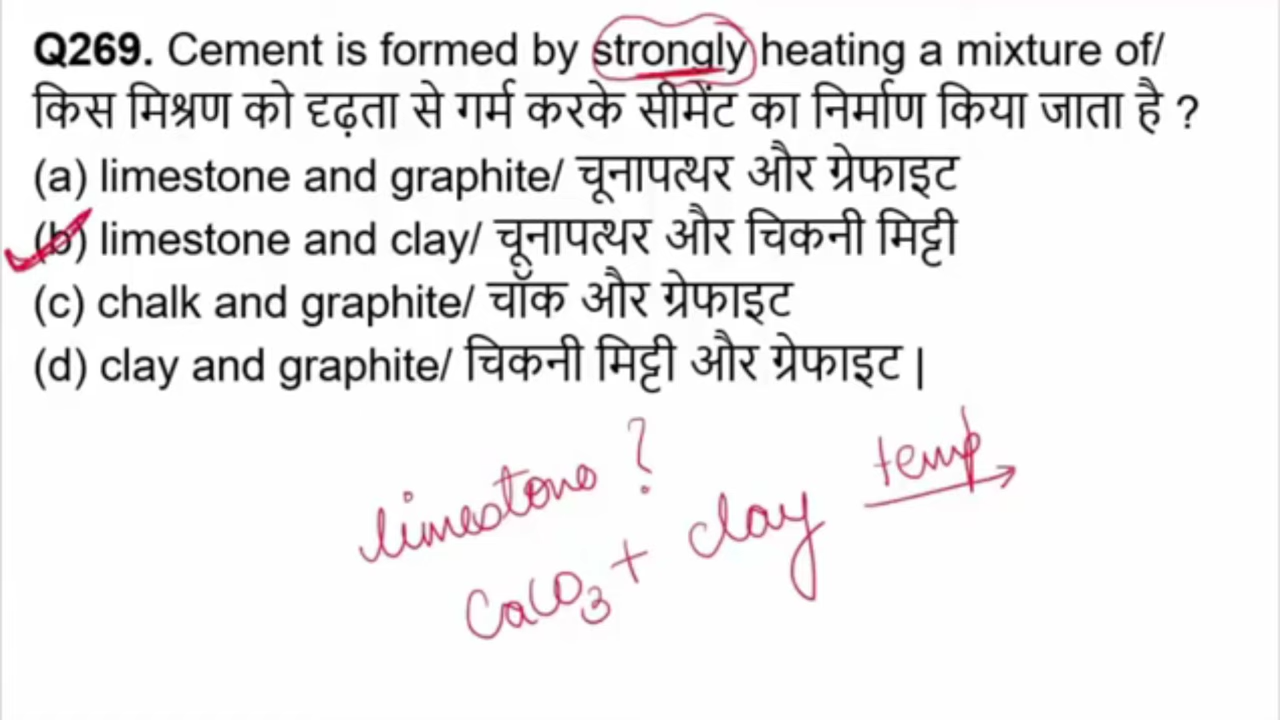 Q269. Cement is formed by strongly heating a mixture of/
किस मिश्रण को दृढ़ता से गर्म करके सीमेंट का निर्माण किया जाता है ?
(a) limestone and graphite/ चूनापत्थर और ग्रेफाइट
(b) limestone and clay/ चूनापत्थर और चिकनी मिट्टी
(c) chalk and graphite/ चॉक और ग्रेफाइट
(d) clay and graphite/ चिकनी मिट्टी और ग्रेफाइट |
limestone ?
CaCO3 + clay temp →